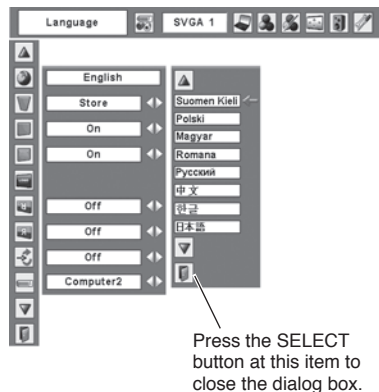 Language
SVGA 1
English
Store
On
On
Off
Off
Off
Computer2
Suomen Kieli
Polski
Magyar
Romana
Русский
中文
한글
日本語
Press the SELECT
button at this item to
close the dialog box.